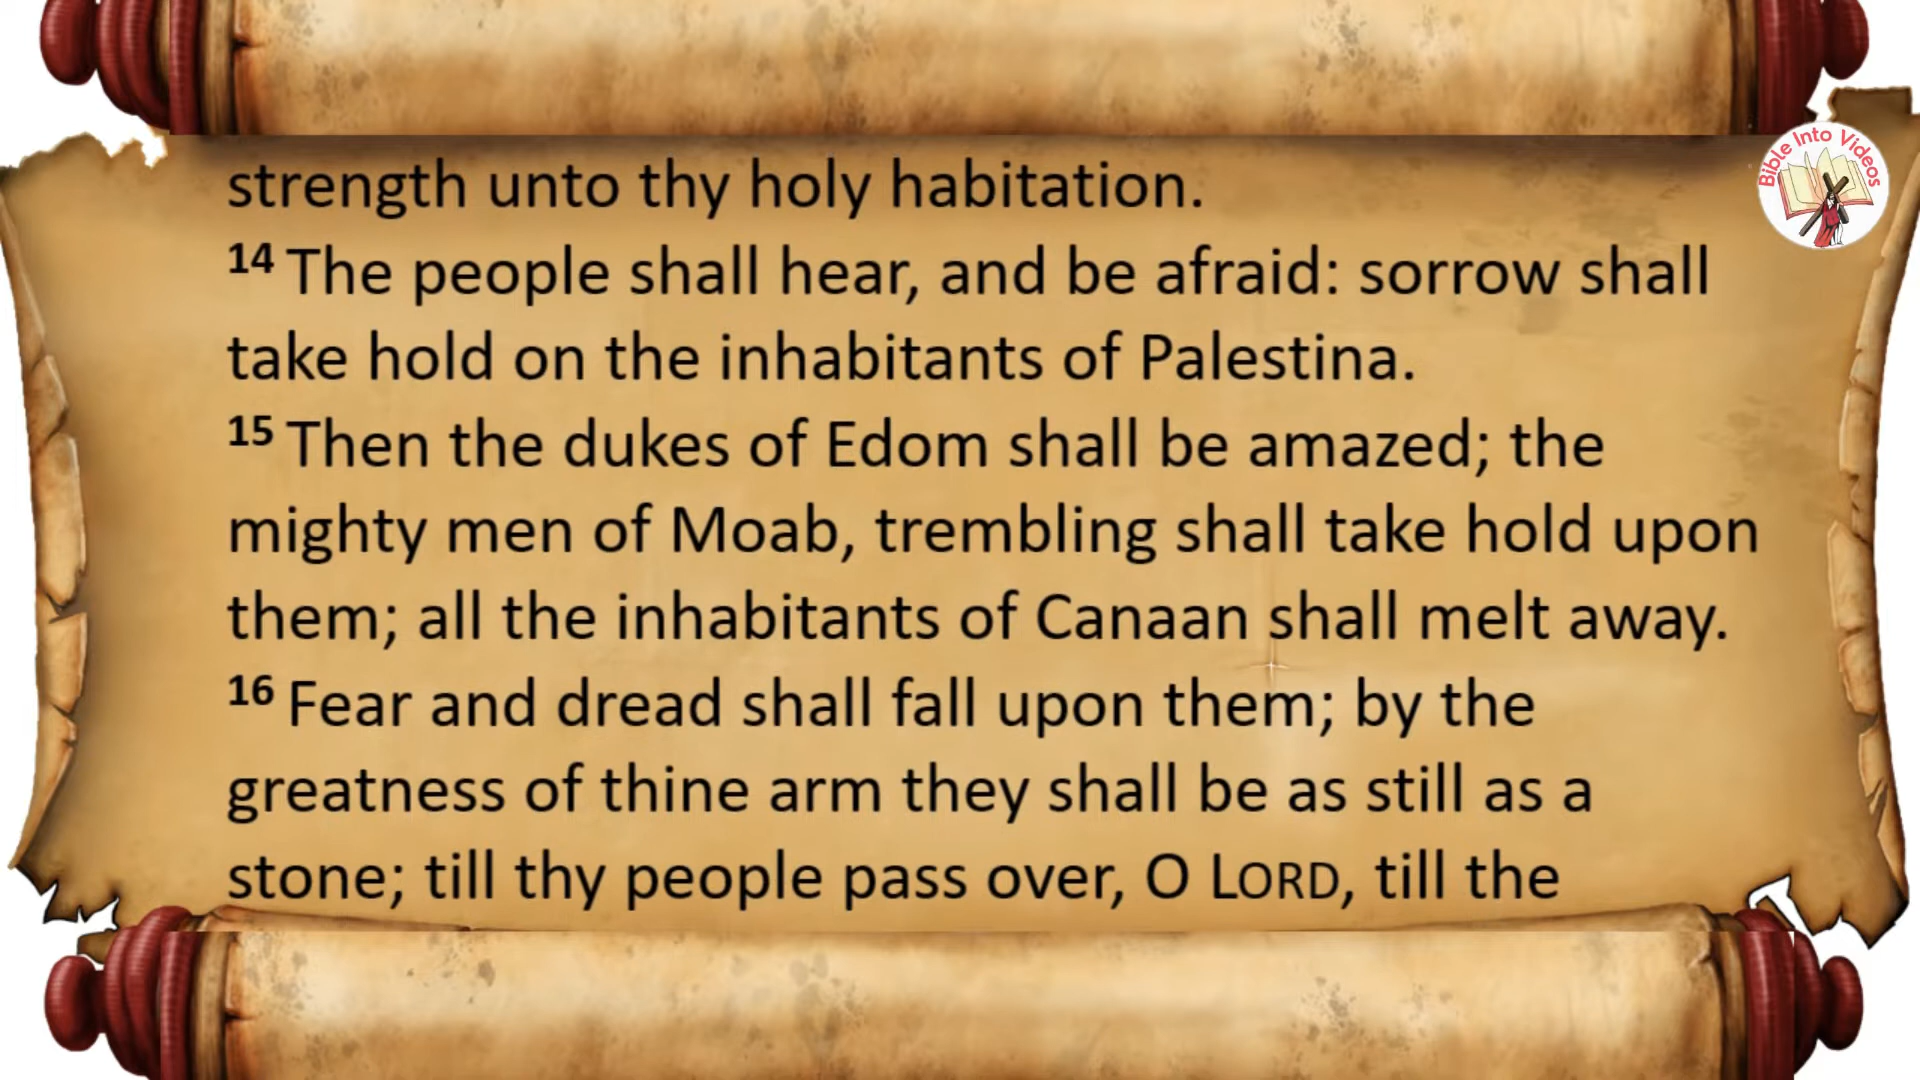 strength unto thy holy habitation.
14 The people shall hear, and be afraid: sorrow shall
take hold on the inhabitants of Palestina.
15 Then the dukes of Edom shall be amazed; the
mighty men of Moab, trembling shall take hold upon
them; all the inhabitants of Canaan shall melt away.
16 Fear and dread shall fall upon them; by the
greatness of thine arm they shall be as still as a
stone; till thy people pass over, O LORD, till the
Bible Into Videos